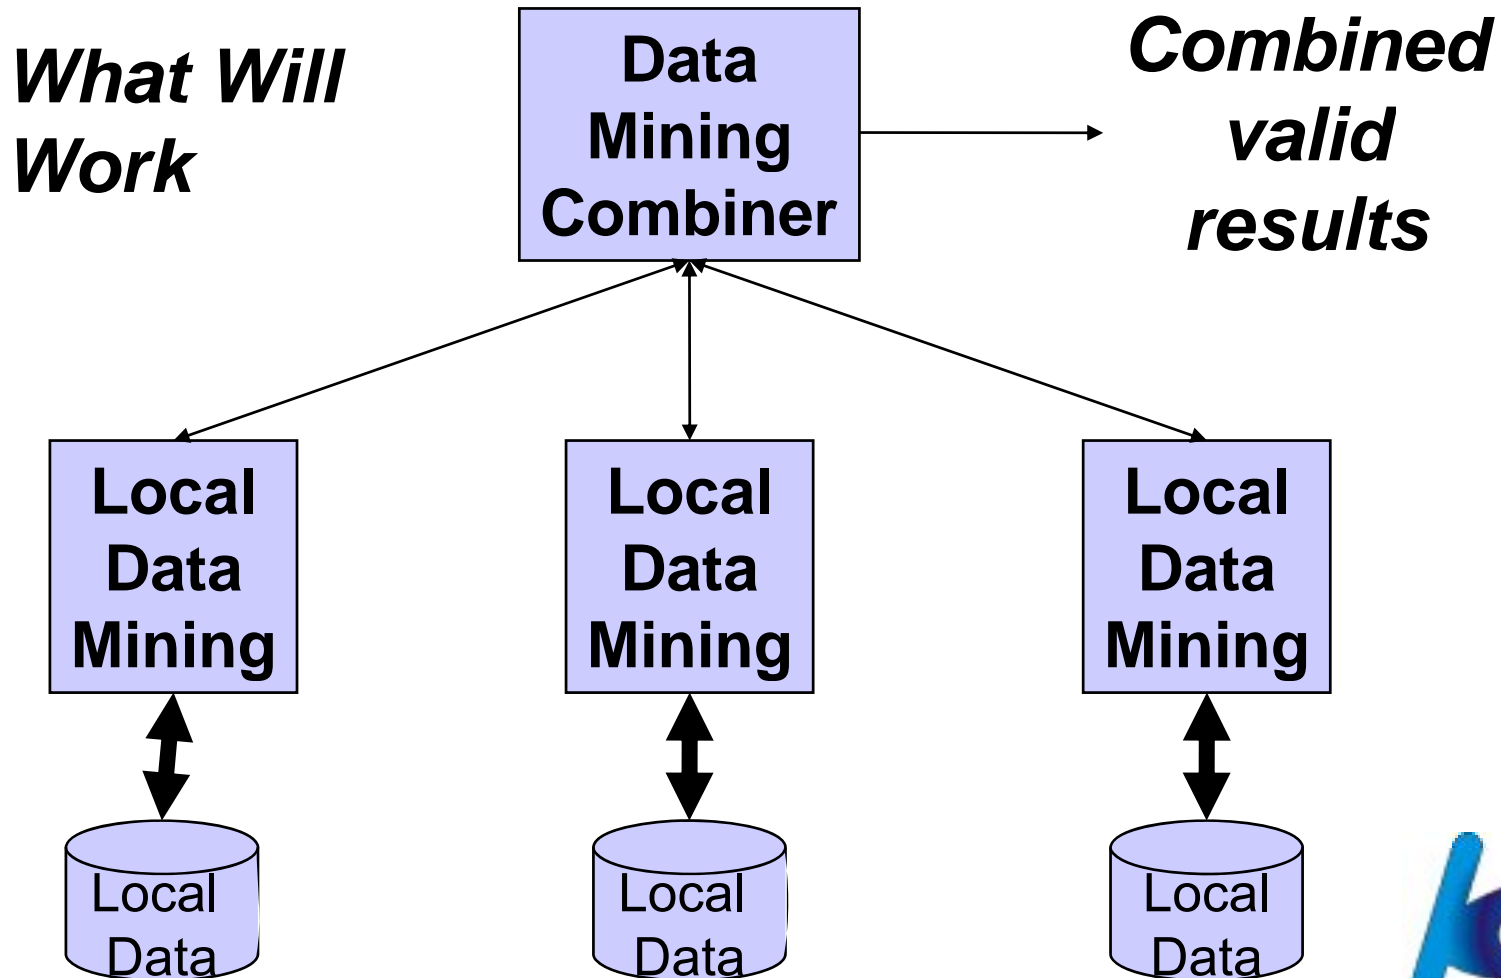 What Will
Work
Data
Mining
Combiner
Combined
valid
results
Local
Data
Mining
Local
Data
Mining
Local
Data
Mining
Local
Data
Local
Data
Local
Data